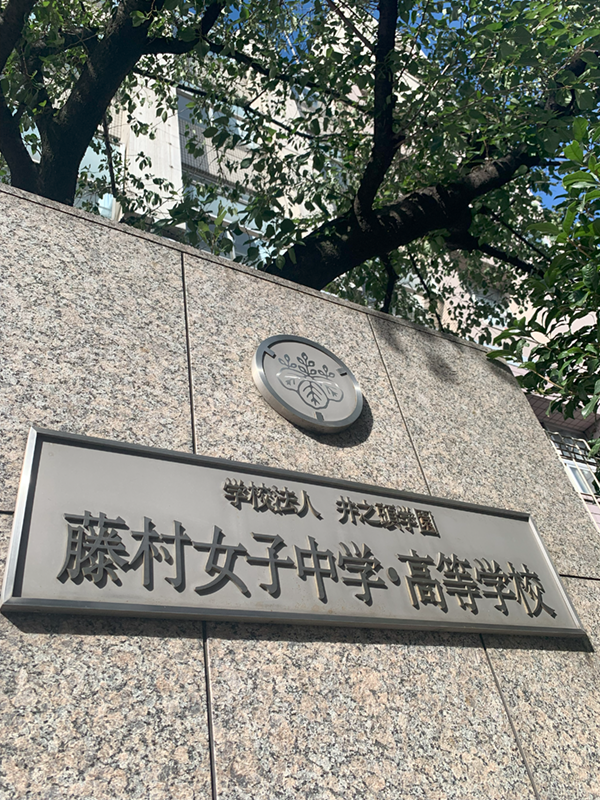 学校法人 井之頭学園
藤村女子中学・高等学校